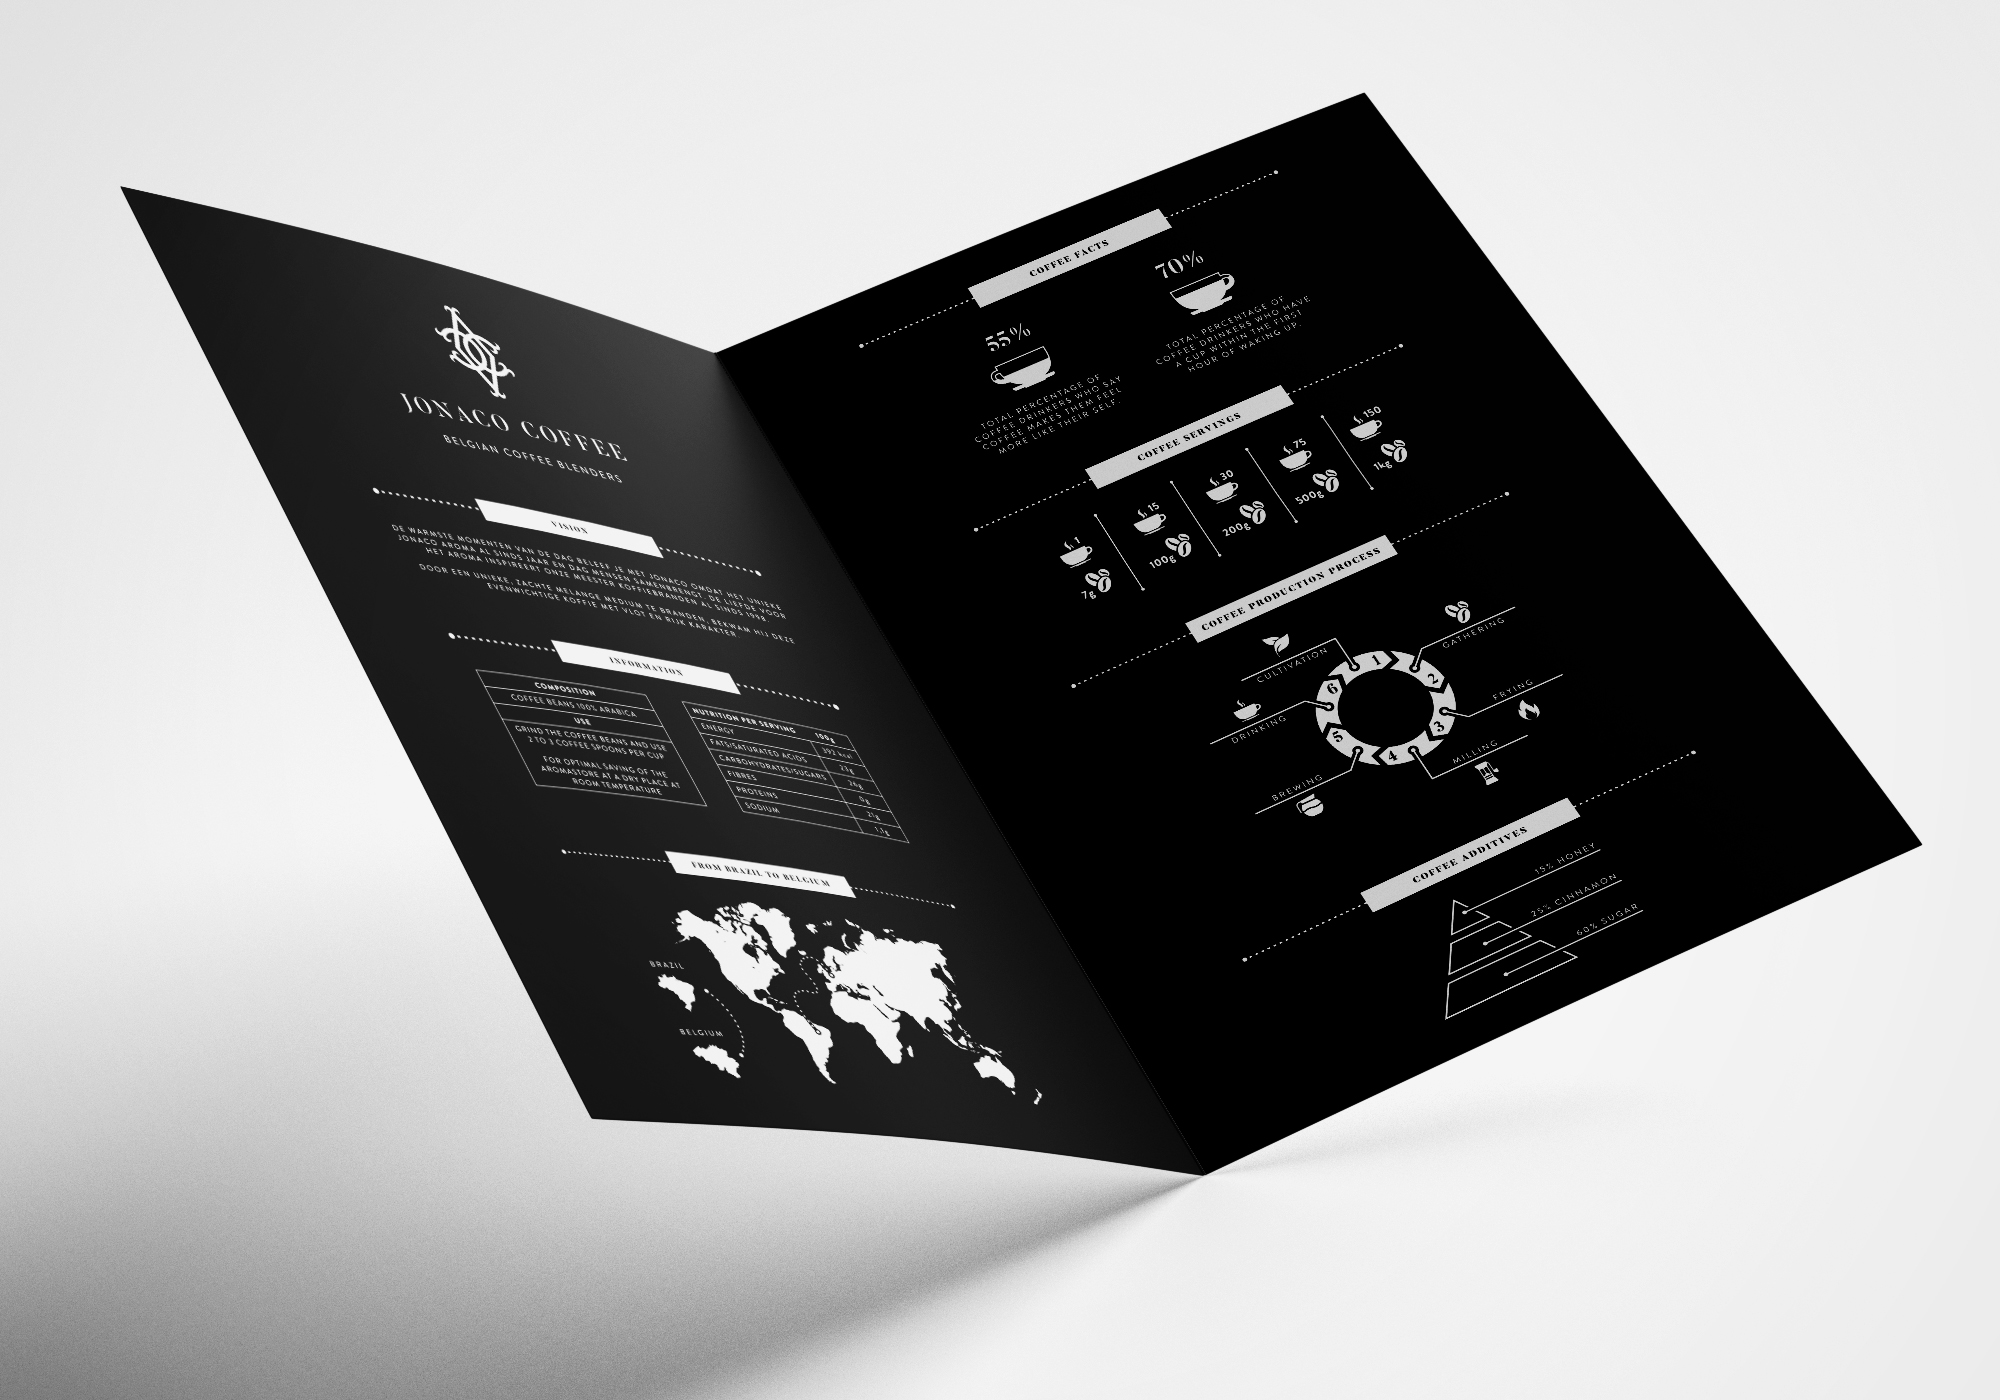 JONACO COFFEE
BELGIAN COFFEE BLENDERS
VISION
DE WARMSTE MOMENTEN VAN DE DAG BELEEF JE MET JONACO OMDAT HET UNIEKE
JONACO AROMA AL SINDS JAAR EN DAG MENSEN SAMENBRENGT. DE LIEFDE VOOR
HET AROMA INSPIREERT ONZE MEESTER KOFFIEBRANDEN AL SINDS 1998.
DOOR EEN UNIEKE, ZACHTE MELANGE MEDIUM TE BRANDEN, BEKWAM HIJ DEZE
EVENWICHTIGE KOFFIE MET VLOT EN RIJK KARAKTER
INFORMATION
COMPOSITION
COFFEE BEANS 100% ARABICA
USE
GRIND THE COFFEE BEANS AND USE
2 TO 3 COFFEE SPOONS PER CUP
FOR OPTIMAL SAVING OF THE
AROMASTORE AT A DRY PLACE AT
ROOM TEMPERATURE
NUTRITION PER SERVING 100g
ENERGY 392 kcal
FATS/SATURATED ACIDS 23g
CARBOHYDRATES/SUGARS 26g
FIBRES 0g
PROTEINS 21g
SODIUM 1,1g
FROM BRAZIL TO BELGIUM
BRAZIL
BELGIUM
COFFEE FACTS
55%
TOTAL PERCENTAGE OF
COFFEE DRINKERS WHO SAY
COFFEE MAKES THEM FEEL
MORE LIKE THEIR SELF.
70%
TOTAL PERCENTAGE OF
COFFEE DRINKERS WHO HAVE
A CUP WITHIN THE FIRST
HOUR OF WAKING UP.
COFFEE SERVINGS
1
7g
15
100g
30
200g
75
500g
150
1kg
COFFEE PRODUCTION PROCESS
CULTIVATION
GATHERING
FRYING
MILLING
BREWING
DRINKING
1
2
3
4
5
6
COFFEE ADDITIVES
15% HONEY
25% CINNAMON
60% SUGAR